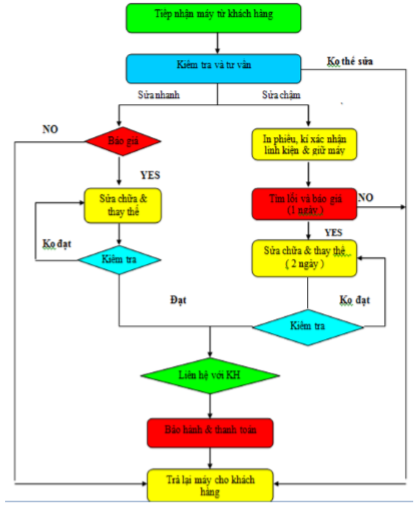 Tiếp nhận máy từ khách hàng
Kiểm tra và tư vấn
Ko thể sửa
Sửa nhanh
Sửa chậm
NO
Báo giá
In phiếu, kí xác nhận
linh kiện & giữ máy
YES
Sửa chữa &
thay thế
Tìm lỗi và báo giá
( 1 ngày )
NO
YES
Ko đạt
Kiểm tra
Sửa chữa & thay thế
( 2 ngày )
Đạt
Ko đạt
Kiểm tra
Liên hệ với KH
Bảo hành & thanh toán
Trả lại máy cho khách
hàng